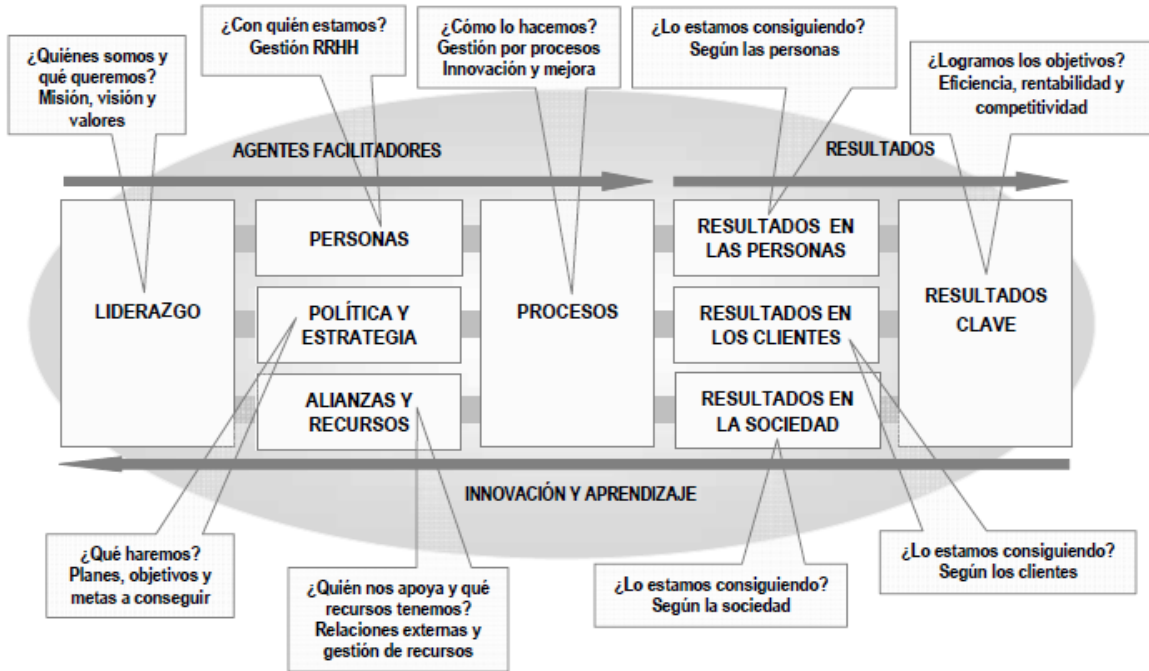 ¿Quiénes somos y
qué queremos?
Misión, visión y
valores
¿Con quién estamos?
Gestión RRHH
¿Cómo lo hacemos?
Gestión por procesos
Innovación y mejora
¿Lo estamos consiguiendo?
Según las personas
¿Logramos los objetivos?
Eficiencia, rentabilidad y
competitividad
AGENTES FACILITADORES
RESULTADOS
LIDERAZGO
PERSONAS
POLÍTICA Y
ESTRATEGIA
ALIANZAS Y
RECURSOS
PROCESOS
RESULTADOS EN
LAS PERSONAS
RESULTADOS EN
LOS CLIENTES
RESULTADOS EN
LA SOCIEDAD
RESULTADOS
CLAVE
INNOVACIÓN Y APRENDIZAJE
¿Qué haremos?
Planes, objetivos y
metas a conseguir
¿Quién nos apoya y qué
recursos tenemos?
Relaciones externas y
gestión de recursos
¿Lo estamos consiguiendo?
Según la sociedad
¿Lo estamos consiguiendo?
Según los clientes